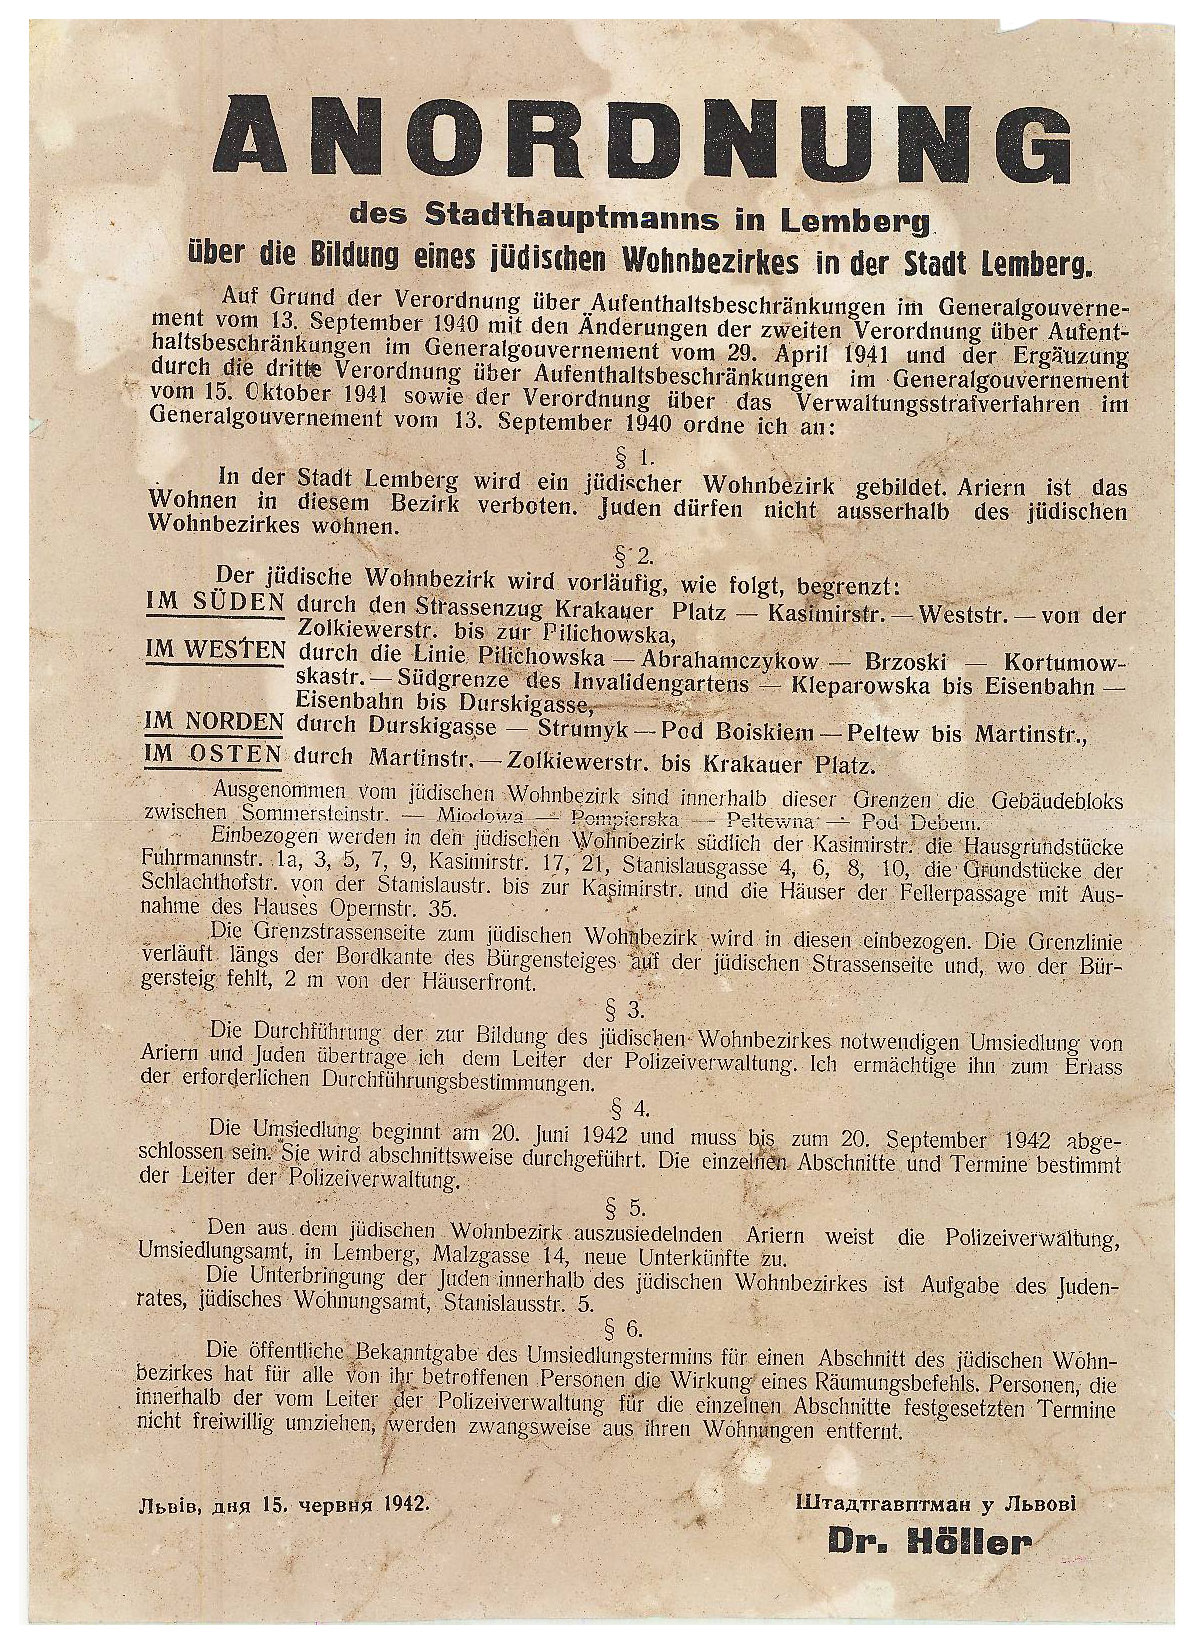 ANORDNUNG
des Stadthauptmanns in Lemberg
über die Bildung eines jüdischen Wohnbezirkes in der Stadt Lemberg.
Auf Grund der Verordnung über Aufenthaltsbeschränkungen im Generalgouverne-
ment vom 13. September 1940 mit den Änderungen der zweiten Verordnung über Aufent-
haltsbeschränkungen im Generalgouvernement vom 29. April 1941 und der Ergäuzung
durch die dritte Verordnung über Aufenthaltsbeschränkungen im Generalgouvernement
vom 15. Oktober 1941 sowie der Verordnung über das Verwaltungsstrafverfahren im
Generalgouvernement vom 13. September 1940 ordne ich an:
§ 1.
In der Stadt Lemberg wird ein jüdischer Wohnbezirk gebildet. Ariern ist das
Wohnen in diesem Bezirk verboten. Juden dürfen nicht ausserhalb des jüdischen
Wohnbezirkes wohnen.
§ 2.
Der jüdische Wohnbezirk wird vorläufig, wie folgt, begrenzt:
IM SÜDEN durch den Strassenzug Krakauer Platz — Kasimirstr. — Weststr. — von der
Zolkiewerstr. bis zur Pilichowska,
IM WESTEN durch die Linie Pilichowska — Abrahamczykow — Brzoski — Kortumow-
skastr. — Südgrenze des Invalidengartens — Kleparowska bis Eisenbahn —
Eisenbahn bis Durskigasse,
IM NORDEN durch Durskigasse — Strumyk — Pod Boiskiem — Peltew bis Martinstr.,
IM OSTEN durch Martinstr. — Zolkiewerstr. bis Krakauer Platz.
Ausgenommen vom jüdischen Wohnbezirk sind innerhalb dieser Grenzen die Gebäudebloks
zwischen Sommersteinstr. — Miodowa — Pompierska — Peltewna — Pod Debem.
Einbezogen werden in den jüdischen Wohnbezirk südlich der Kasimirstr. die Hausgrundstücke
Fuhrmannstr. 1a, 3, 5, 7, 9, Kasimirstr. 17, 21, Stanislausgasse 4, 6, 8, 10, die Grundstücke der
Schlachthofstr. von der Stanislaustr. bis zur Kasimirstr. und die Häuser der Fellerpassage mit Aus-
nahme des Hauses Opernstr. 35.
Die Grenzstrassenseite zum jüdischen Wohnbezirk wird in diesen einbezogen. Die Grenzlinie
verläuft längs der Bordkante des Bürgensteiges auf der jüdischen Strassenseite und, wo der Bür-
gersteig fehlt, 2 m von der Häuserfront.
§ 3.
Die Durchführung der zur Bildung des jüdischen Wohnbezirkes notwendigen Umsiedlung von
Ariern und Juden übertrage ich dem Leiter der Polizeiverwaltung. Ich ermächtige ihn zum Erlass
der erforderlichen Durchführungsbestimmungen.
§ 4.
Die Umsiedlung beginnt am 20. Juni 1942 und muss bis zum 20. September 1942 abge-
schlossen sein. Sie wird abschnittsweise durchgeführt. Die einzelnen Abschnitte und Termine bestimmt
der Leiter der Polizeiverwaltung.
§ 5.
Den aus dem jüdischen Wohnbezirk auszusiedelnden Ariern weist die Polizeiverwaltung,
Umsiedlungsamt, in Lemberg, Malzgasse 14, neue Unterkünfte zu.
Die Unterbringung der Juden innerhalb des jüdischen Wohnbezirkes ist Aufgabe des Juden-
rates, jüdisches Wohnungsamt, Stanislausstr. 5.
§ 6.
Die öffentliche Bekanntgabe des Umsiedlungstermins für einen Abschnitt des jüdischen Wohn-
bezirkes hat für alle von ihr betroffenen Personen die Wirkung eines Räumungsbefehls. Personen, die
innerhalb der vom Leiter der Polizeiverwaltung für die einzelnen Abschnitte festgesetzten Termine
nicht freiwillig umziehen, werden zwangsweise aus ihren Wohnungen entfernt.
Львів, дня 15. червня 1942.
Штадтгавптман у Львові
Dr. Höller